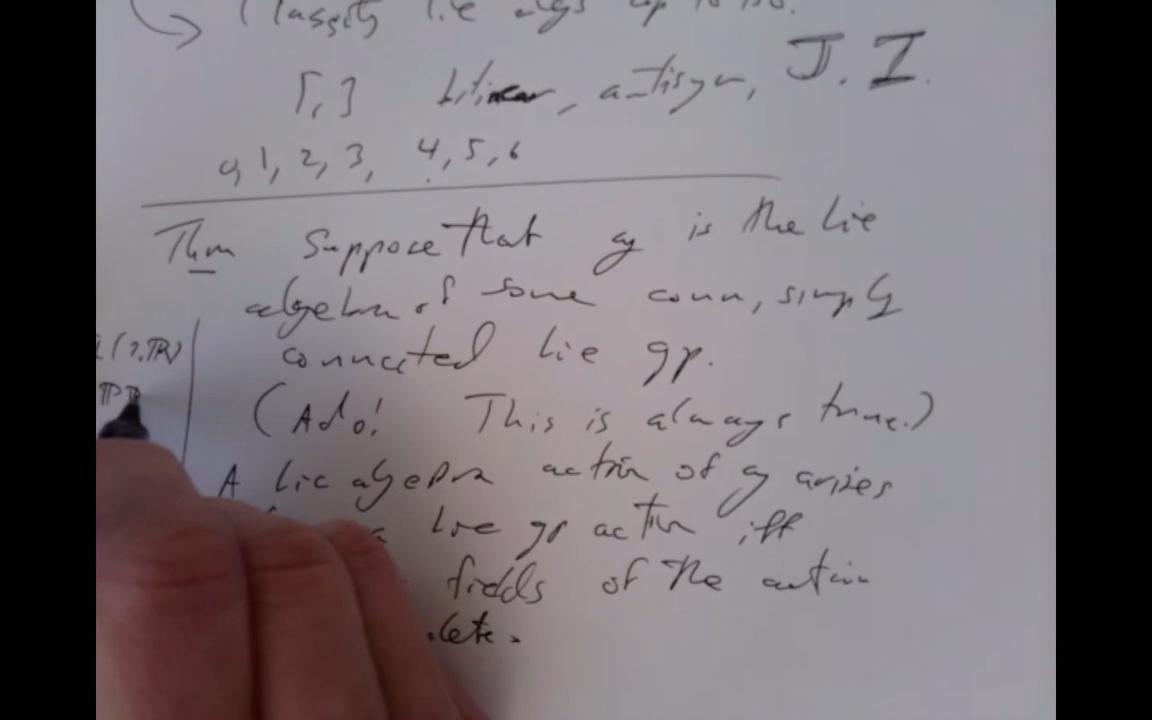 classify Lie algs up to iso.
[,] bilinear, antisym, J. I.
0, 1, 2, 3, 4, 5, 6
Thm Suppose that g is the Lie
algebra of some conn, simply
connected Lie gp.
(Ado! This is always true.)
A Lie algebra action of g arises
a Lie gp action iff
fields of the action
lete.
(2,ℝ)
ℝℙ